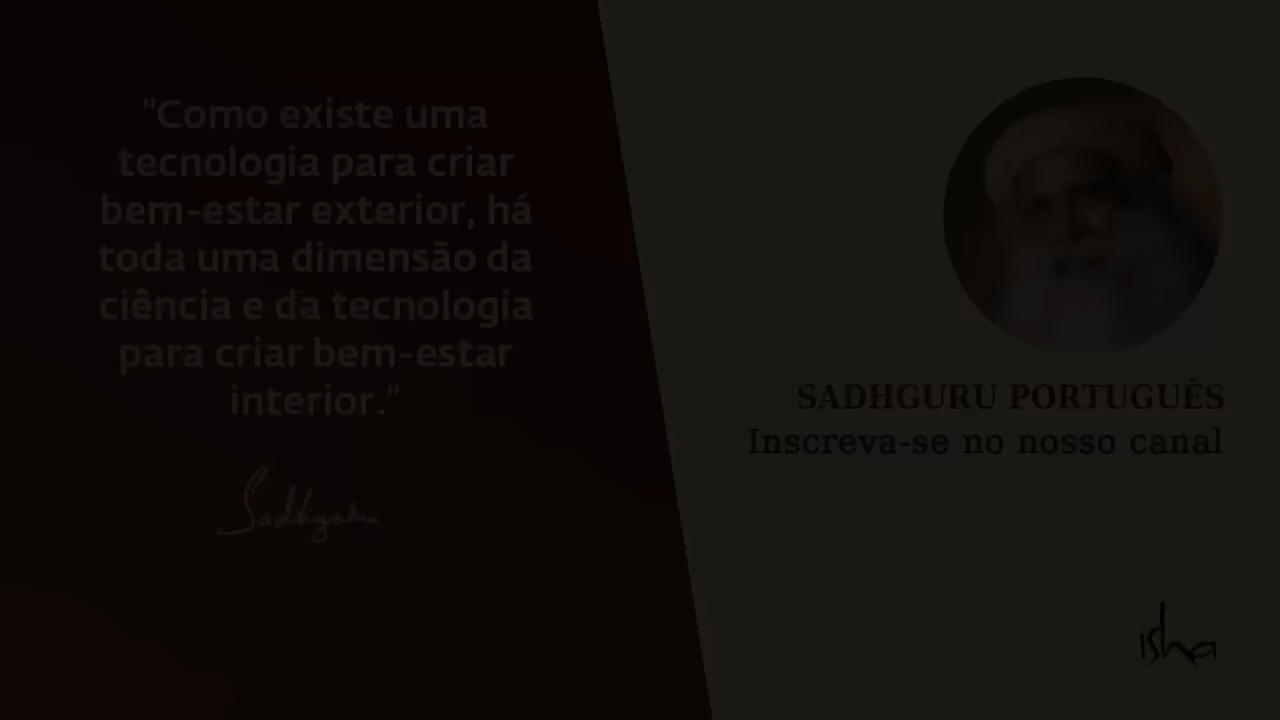 "Como existe uma
tecnologia para criar
bem-estar exterior, há
toda uma dimensão da
ciência e da tecnologia
para criar bem-estar
interior.”
Sadhguru
SADHGURU PORTUGUÊS
Inscreva-se no nosso canal
isha